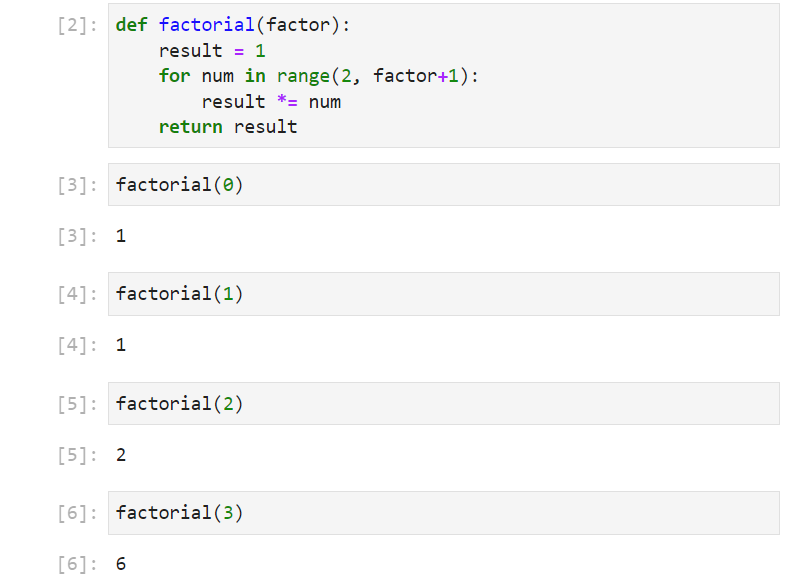 [2]: def factorial(factor):
    result = 1
    for num in range(2, factor+1):
        result *= num
    return result
[3]: factorial(0)
[3]: 1
[4]: factorial(1)
[4]: 1
[5]: factorial(2)
[5]: 2
[6]: factorial(3)
[6]: 6